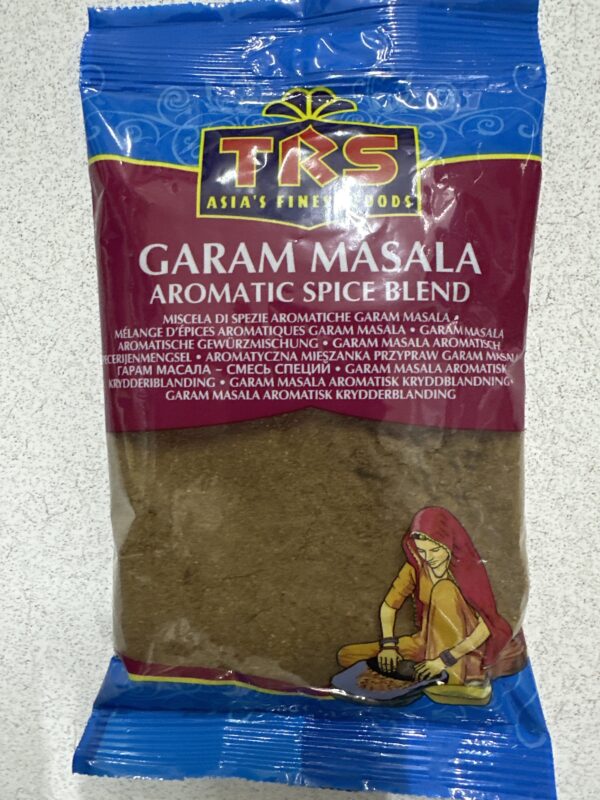 TRS
ASIA'S FINEST FOODS
GARAM MASALA
AROMATIC SPICE BLEND
MISCELA DI SPEZIE AROMATICHE GARAM MASALA •
MÉLANGE D'ÉPICES AROMATIQUES GARAM MASALA • GARAM MASALA
AROMATISCHE GEWÜRZMISCHUNG • GARAM MASALA AROMATISCH
ECERIJENMENGSEL • AROMATYCZNA MIESZANKA PRZYPRAW GARAM MASALA
ГАРАМ МАСАЛА – СМЕСЬ СПЕЦИЙ • GARAM MASALA AROMATISK
KRYDDERIBLANDING • GARAM MASALA AROMATISK KRYDDBLANDNING•
GARAM MASALA AROMATISK KRYDDERBLANDING